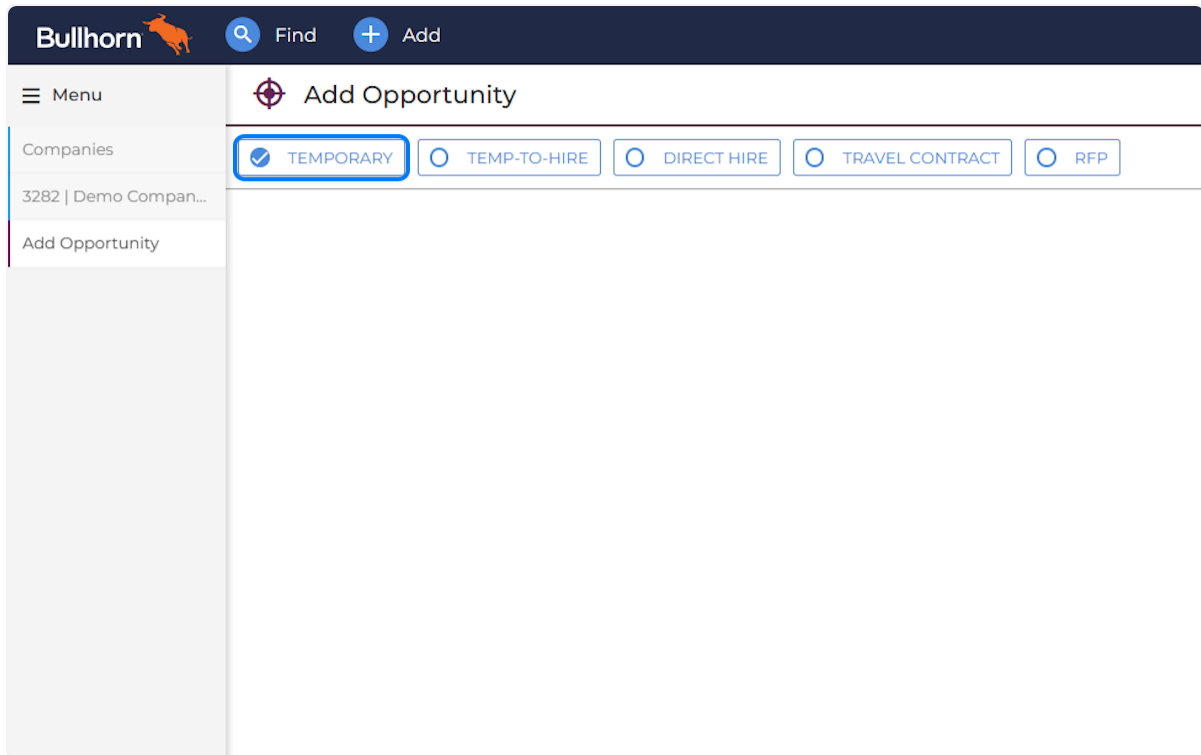 Bullhorn Find Add
Menu
Add Opportunity
Companies
3282 | Demo Compan...
Add Opportunity
TEMPORARY TEMP-TO-HIRE DIRECT HIRE TRAVEL CONTRACT RFP